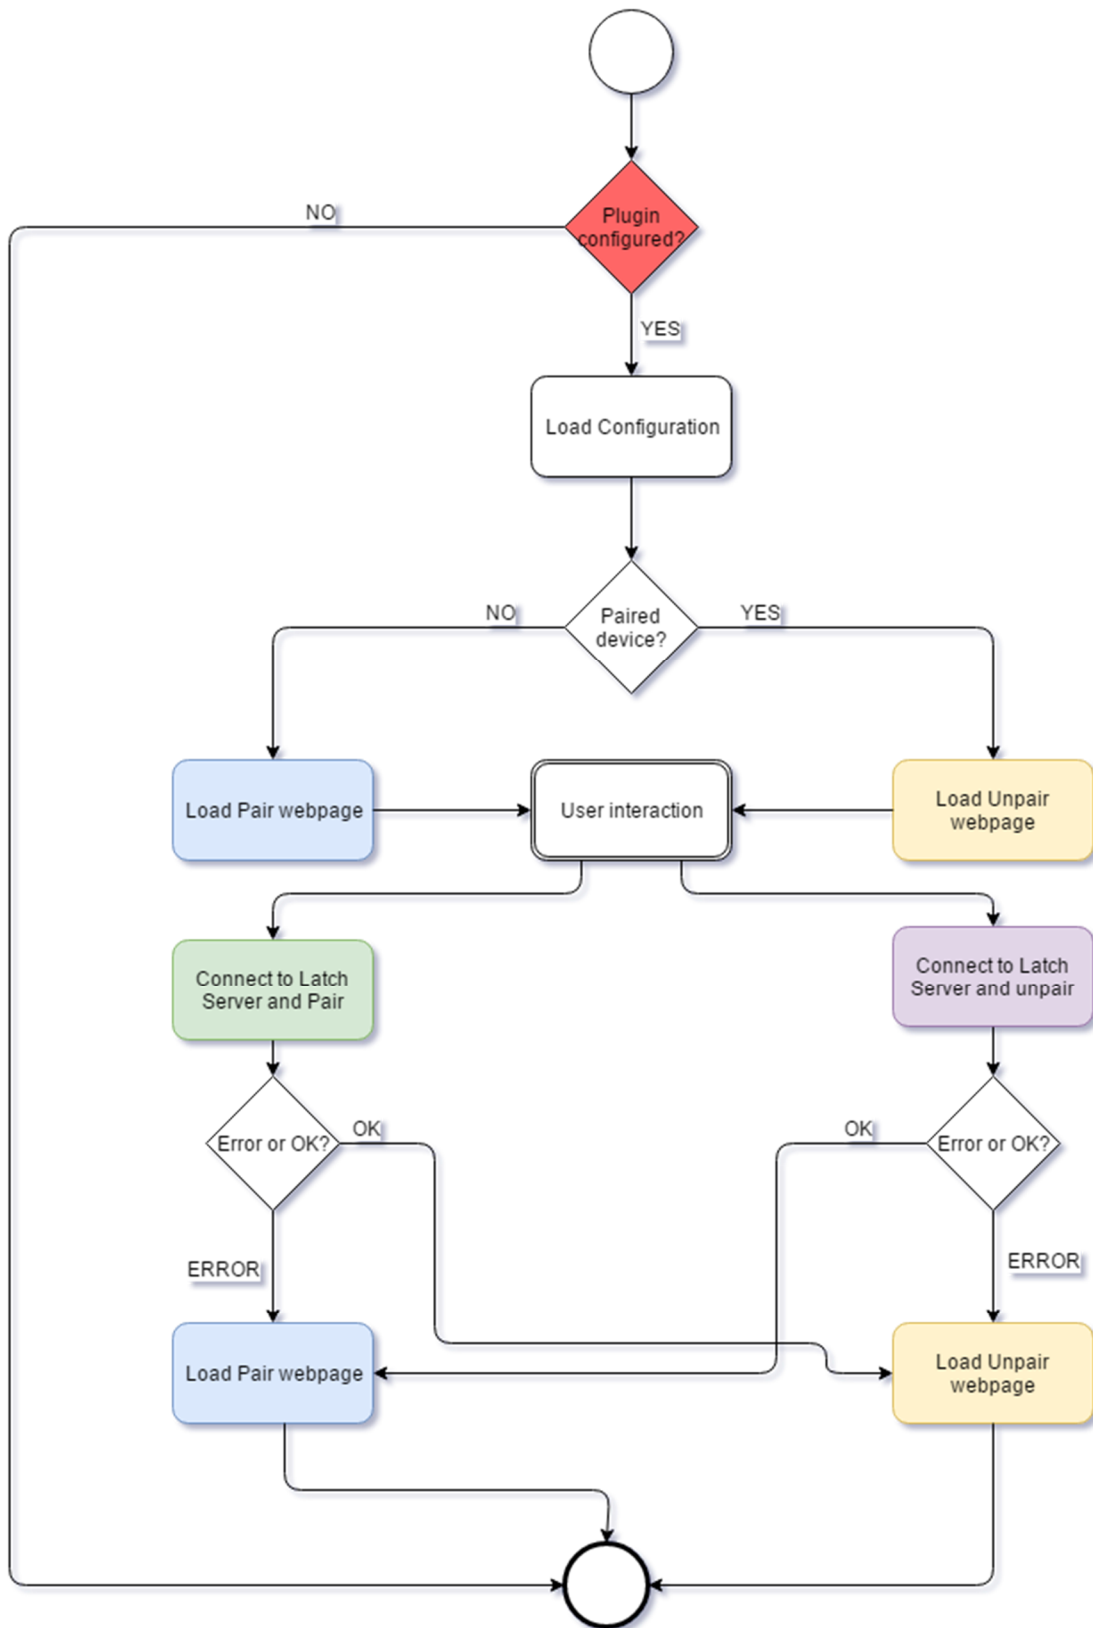 NO
Plugin
configured?
YES
Load Configuration
NO
Paired
device?
YES
Load Pair webpage
User interaction
Load Unpair
webpage
Connect to Latch
Server and Pair
Connect to Latch
Server and unpair
Error or OK?
OK
OK
Error or OK?
ERROR
ERROR
Load Pair webpage
Load Unpair
webpage